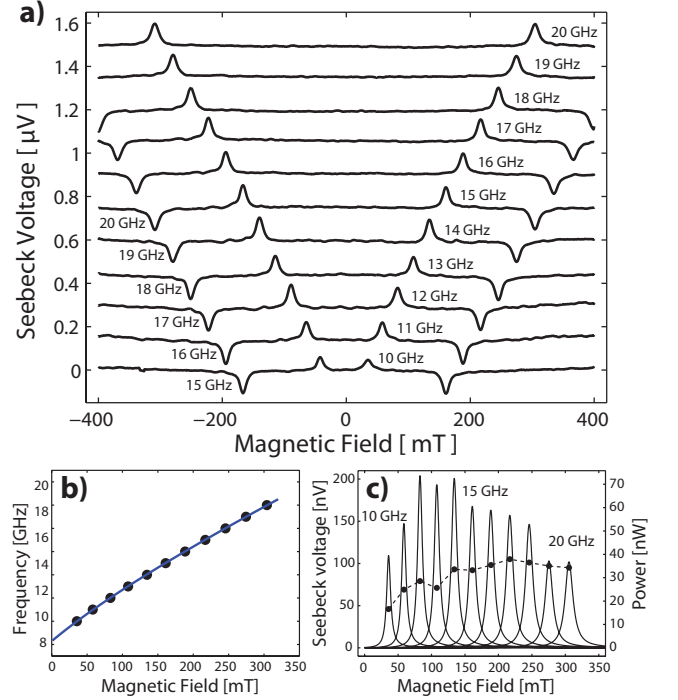 a)
1.6
20 GHz
1.4
19 GHz
1.2
18 GHz
1
17 GHz
0.8
16 GHz
15 GHz
0.6
20 GHz
14 GHz
19 GHz
0.4
13 GHz
18 GHz
12 GHz
0.2
17 GHz
11 GHz
16 GHz
0
10 GHz
15 GHz
Seebeck Voltage [ μV ]
−400 −200 0 200 400
Magnetic Field [ mT ]
b)
20
18
16
14
12
10
8
Frequency [GHz]
0 50 100 150 200 250 300 350
Magnetic Field [mT]
c)
200
150
100
50
0
Seebeck voltage [nV]
10 GHz
15 GHz
20 GHz
70
60
50
40
30
20
10
0
Power [nW]
0 50 100 150 200 250 300 350
Magnetic Field [mT]